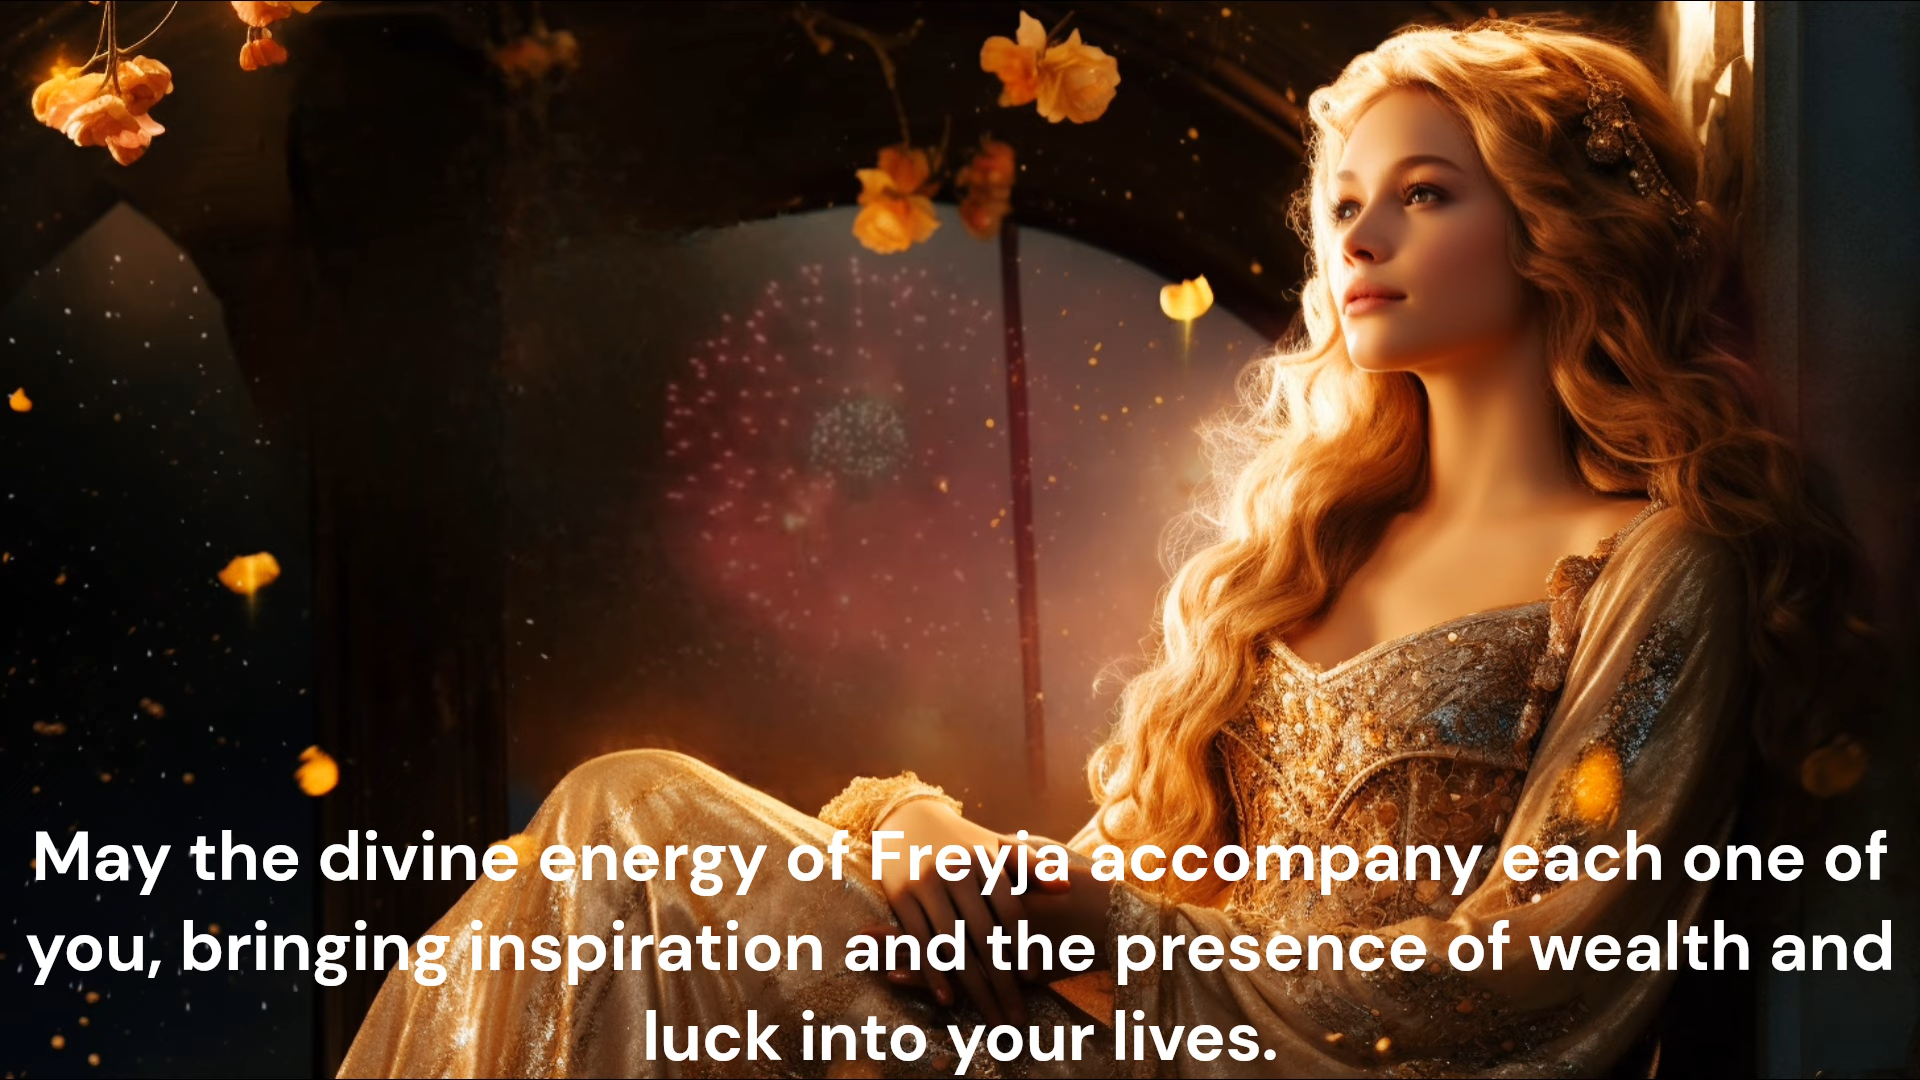 May the divine energy of Freyja accompany each one of
you, bringing inspiration and the presence of wealth and
luck into your lives.